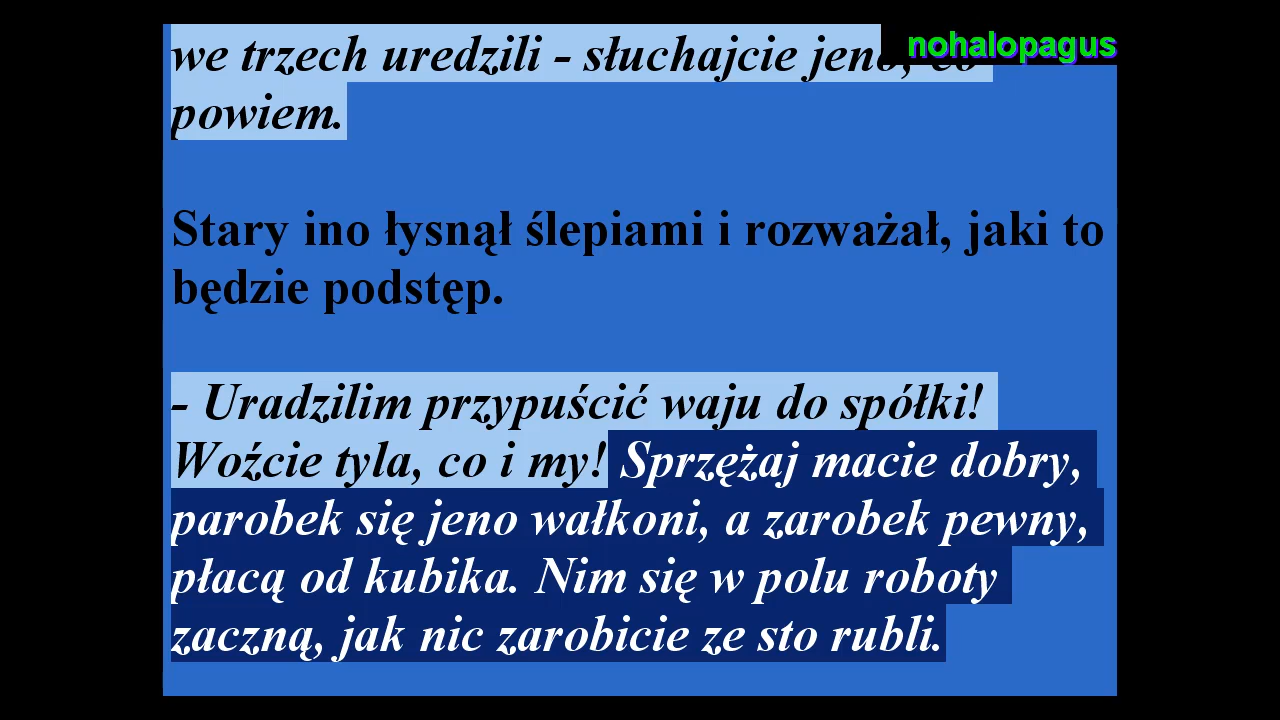 we trzech uredzili - słuchajcie jeno, co
nohalopagus
powiem.
Stary ino łysnął ślepiami i rozważał, jaki to
będzie podstęp.
- Uradzilim przypuścić waju do spółki!
Woźcie tyla, co i my! Sprzężaj macie dobry,
parobek się jeno wałkoni, a zarobek pewny,
płacą od kubika. Nim się w polu roboty
zaczną, jak nic zarobicie ze sto rubli.